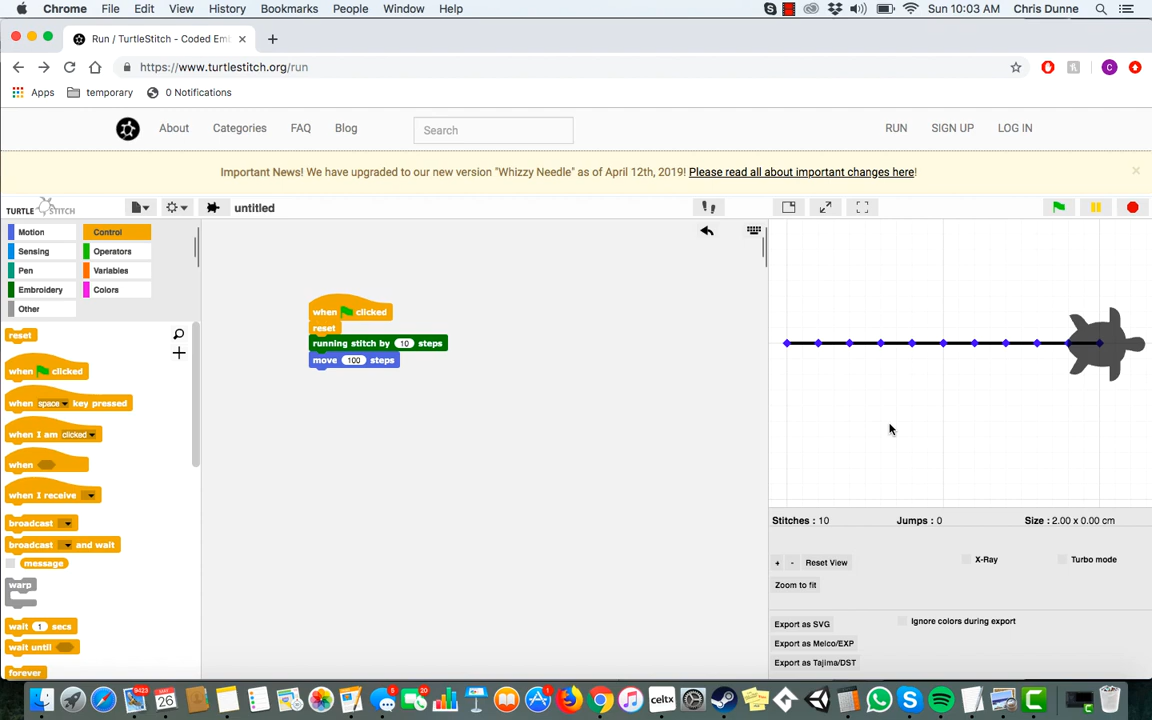 Chrome File Edit View History Bookmarks People Window Help Sun 10:03 AM Chris Dunne
Run / TurtleStitch - Coded Em
https://www.turtlestitch.org/run
Apps temporary 0 Notifications
About Categories FAQ Blog Search RUN SIGN UP LOG IN
Important News! We have upgraded to our new version "Whizzy Needle" as of April 12th, 2019! Please read all about important changes here!
TURTLE STITCH untitled
Motion Control
Sensing Operators
Pen Variables
Embroidery Colors
Other
reset
when clicked
when space key pressed
when I am clicked
when
when I receive
broadcast
broadcast and wait
message
warp
wait 1 secs
wait until
forever
when clicked
reset
running stitch by 10 steps
move 100 steps
Stitches : 10 Jumps : 0 Size : 2.00 x 0.00 cm
+ - Reset View X-Ray Turbo mode
Zoom to fit
Export as SVG Ignore colors during export
Export as Melco/EXP
Export as Tajima/DST
9423 26 5 20 1 celtx